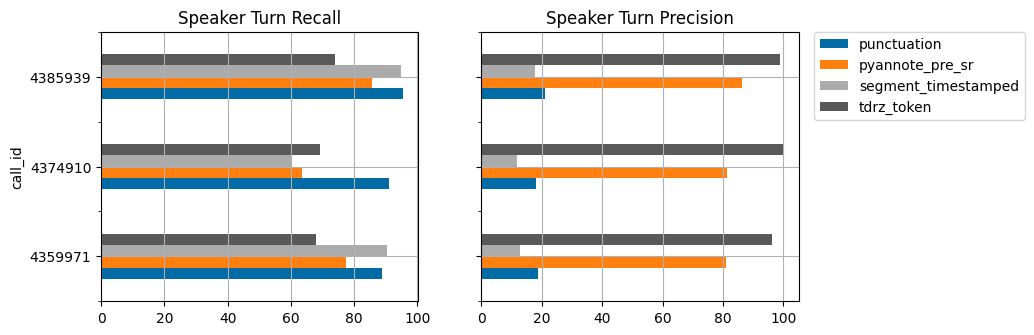 Speaker Turn Recall
Speaker Turn Precision
punctuation
pyannote_pre_sr
segment_timestamped
tdrz_token
call_id
4385939
4374910
4359971
0 20 40 60 80 100
0 20 40 60 80 100